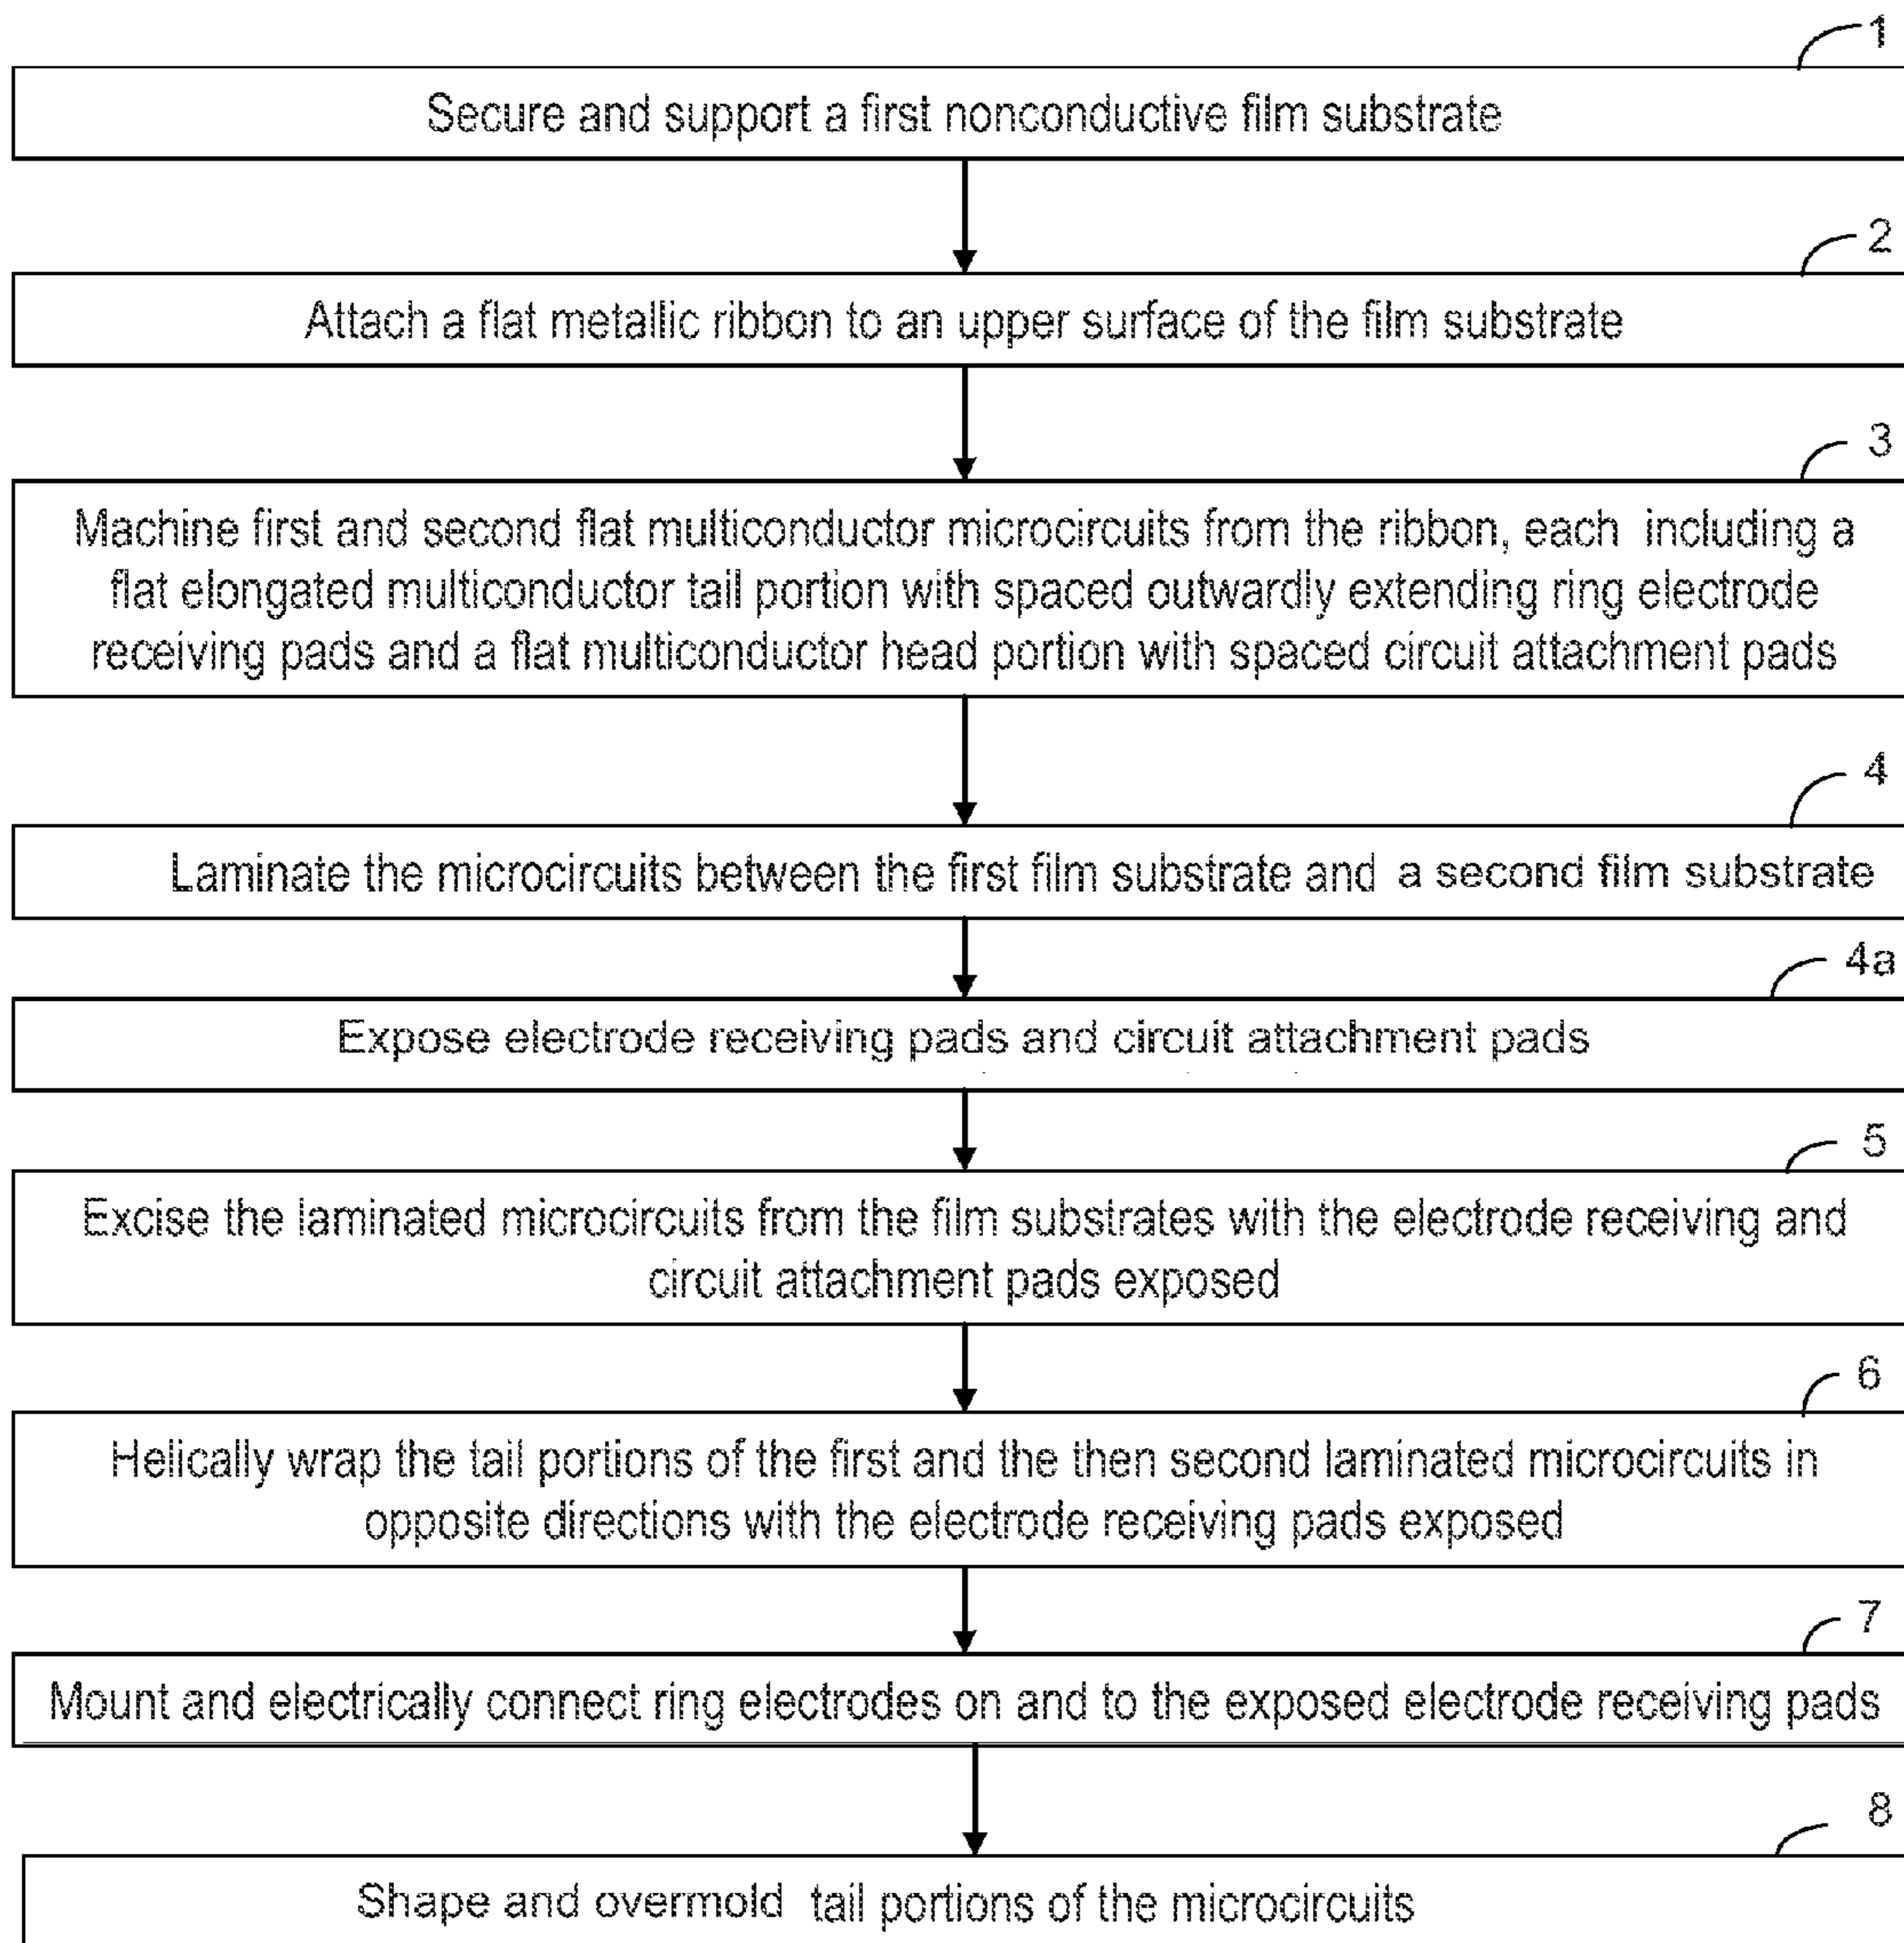 1
Secure and support a first nonconductive film substrate
2
Attach a flat metallic ribbon to an upper surface of the film substrate
3
Machine first and second flat multiconductor microcircuits from the ribbon, each including a
flat elongated multiconductor tail portion with spaced outwardly extending ring electrode
receiving pads and a flat multiconductor head portion with spaced circuit attachment pads
4
Laminate the microcircuits between the first film substrate and a second film substrate
4a
Expose electrode receiving pads and circuit attachment pads
5
Excise the laminated microcircuits from the film substrates with the electrode receiving and
circuit attachment pads exposed
6
Helically wrap the tail portions of the first and the then second laminated microcircuits in
opposite directions with the electrode receiving pads exposed
7
Mount and electrically connect ring electrodes on and to the exposed electrode receiving pads
8
Shape and overmold tail portions of the microcircuits